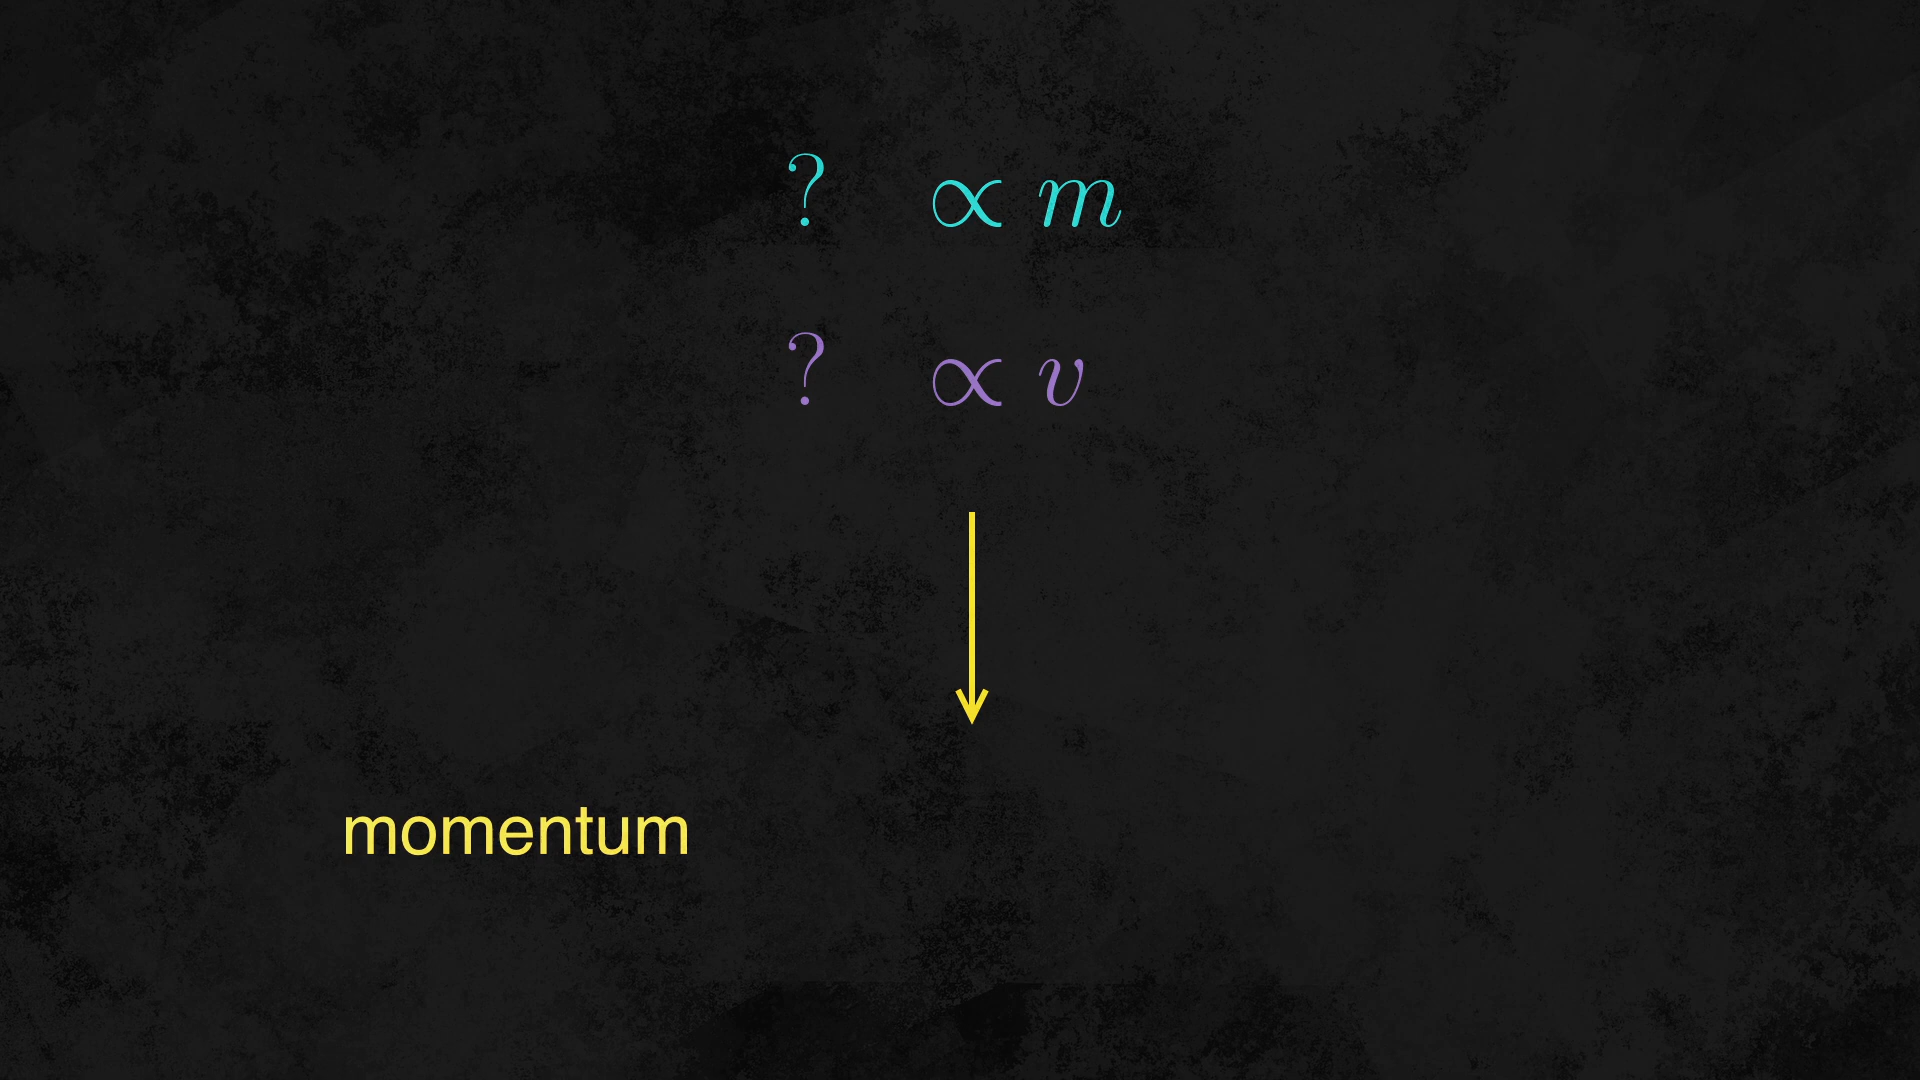 ? ∝ m
? ∝ v
momentum